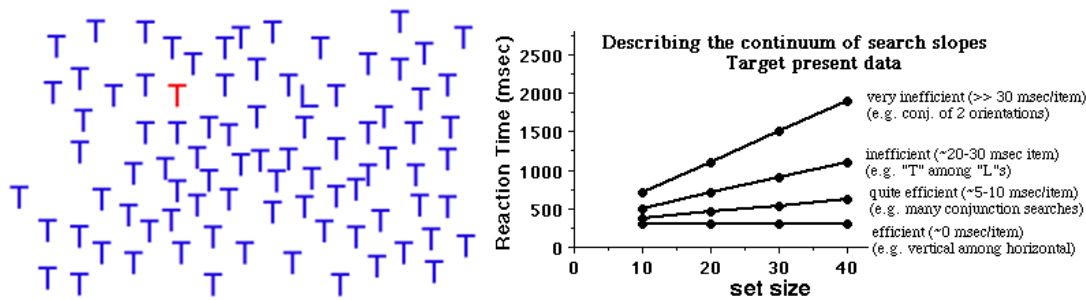 Describing the continuum of search slopes
Target present data
Reaction Time (msec)
2500
2000
1500
1000
500
0
0
10
20
30
40
set size
very inefficient (>> 30 msec/item)
(e.g. conj. of 2 orientations)
inefficient (~20-30 msec item)
(e.g. "T" among "L"s)
quite efficient (~5-10 msec/item)
(e.g. many conjunction searches)
efficient (~0 msec/item)
(e.g. vertical among horizontal)